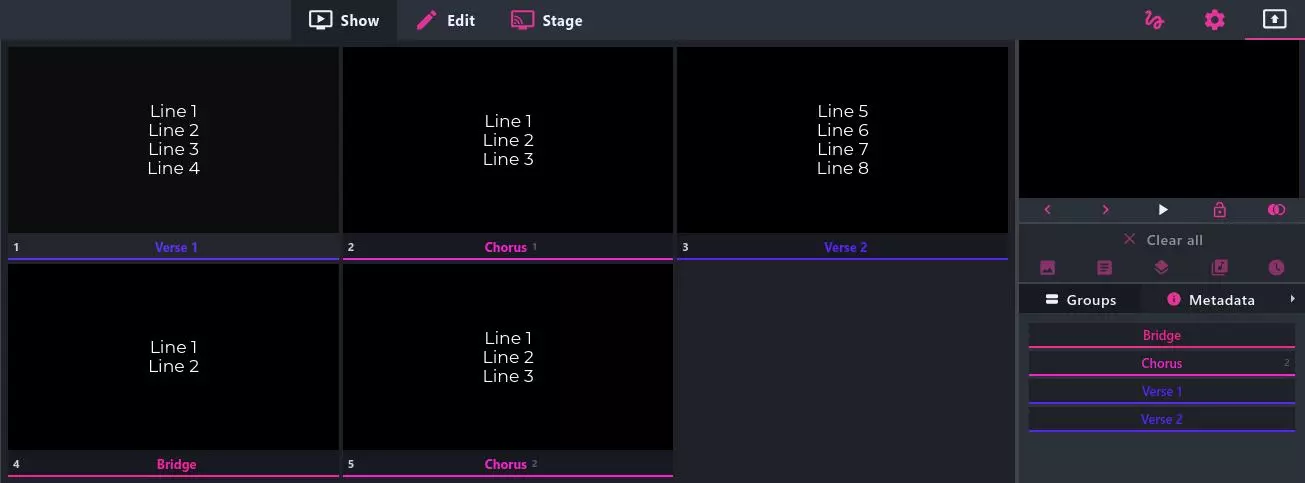 Show
Edit
Stage
Line 1
Line 2
Line 3
Line 4
1
Verse 1
Line 1
Line 2
Line 3
2
Chorus 1
Line 5
Line 6
Line 7
Line 8
3
Verse 2
Line 1
Line 2
4
Bridge
Line 1
Line 2
Line 3
5
Chorus 2
Clear all
Groups
Metadata
Bridge
Chorus 2
Verse 1
Verse 2